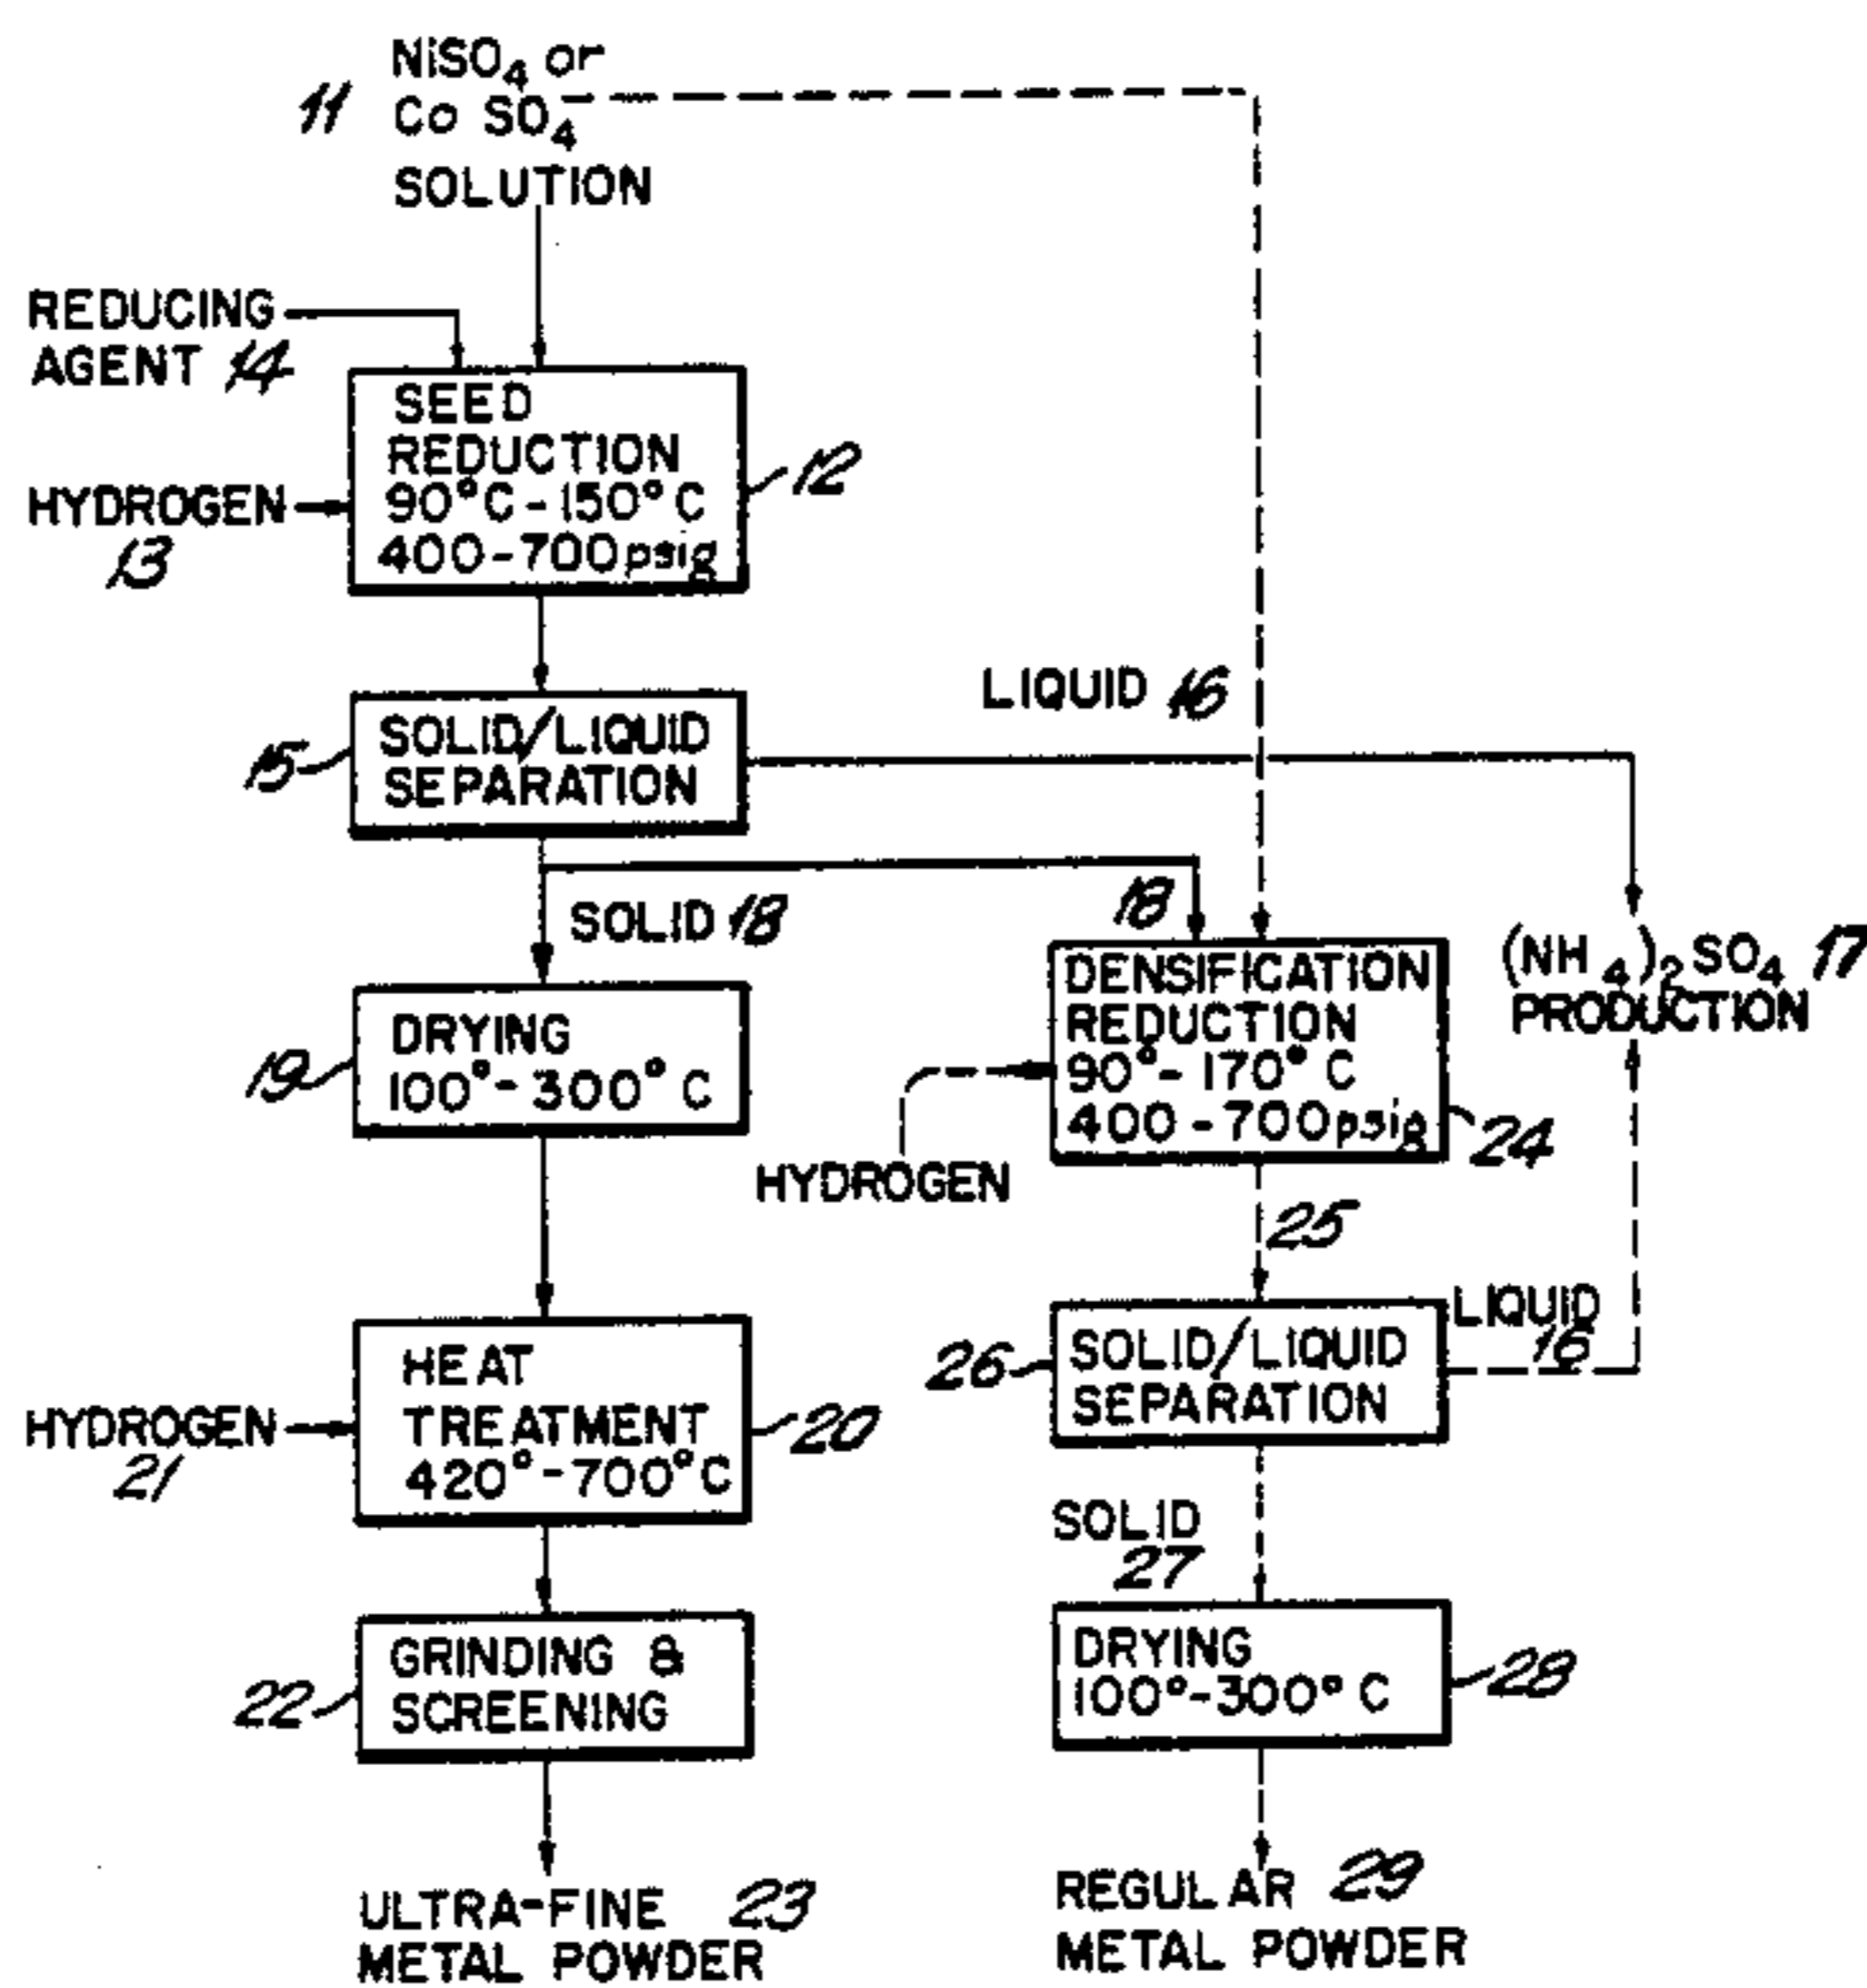 NiSO4 or
11 Co SO4
SOLUTION
REDUCING
AGENT 14
SEED
REDUCTION
90°C-150°C
400-700psig
12
HYDROGEN
13
LIQUID 16
15
SOLID/LIQUID
SEPARATION
SOLID 18
18
(NH4)2SO4 17
PRODUCTION
19
DRYING
100°-300° C
DENSIFICATION
REDUCTION
90°-170° C
400-700psig
24
HYDROGEN
25
HYDROGEN
21
HEAT
TREATMENT
420°-700°C
20
26
SOLID/LIQUID
SEPARATION
LIQUID
16
SOLID
27
22
GRINDING &
SCREENING
DRYING
100°-300° C
28
ULTRA-FINE 23
METAL POWDER
REGULAR 29
METAL POWDER